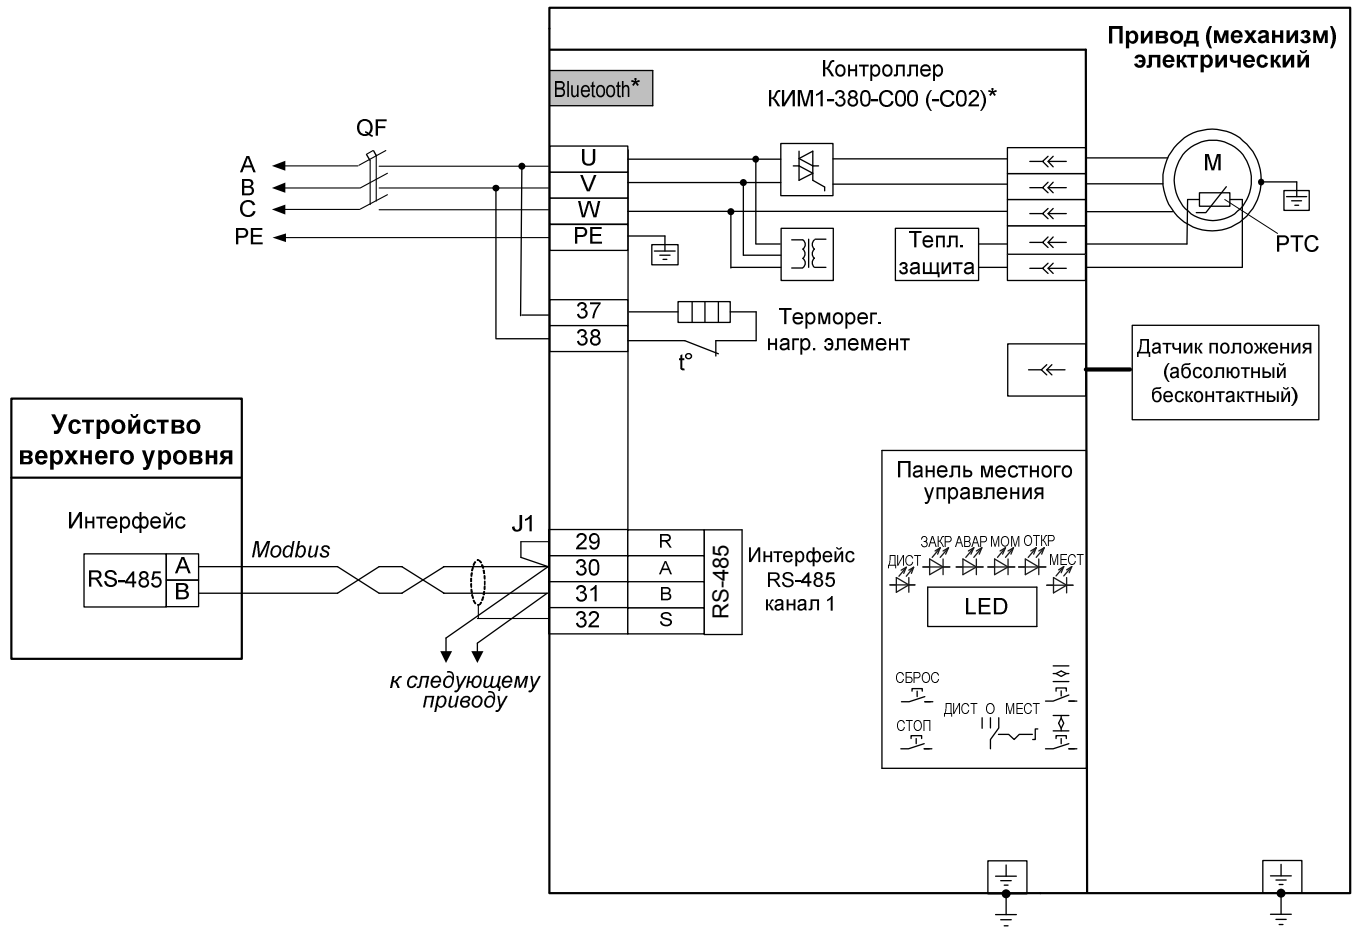 Привод (механизм)
электрический
Контроллер
КИМ1-380-С00 (-С02)*
Bluetooth*
QF
A
B
C
PE
U
V
W
PE
M
PTC
Тепл.
защита
37
38
Терморег.
нагр. элемент
t°
Датчик положения
(абсолютный
бесконтактный)
Устройство
верхнего уровня
Интерфейс
RS-485
A
B
Modbus
J1
29
30
31
32
R
A
B
S
RS-485
Интерфейс
RS-485
канал 1
к следующему
приводу
Панель местного
управления
ДИСТ
ЗАКР
АВАР
МОМ
ОТКР
МЕСТ
LED
СБРОС
СТОП
ДИСТ О МЕСТ